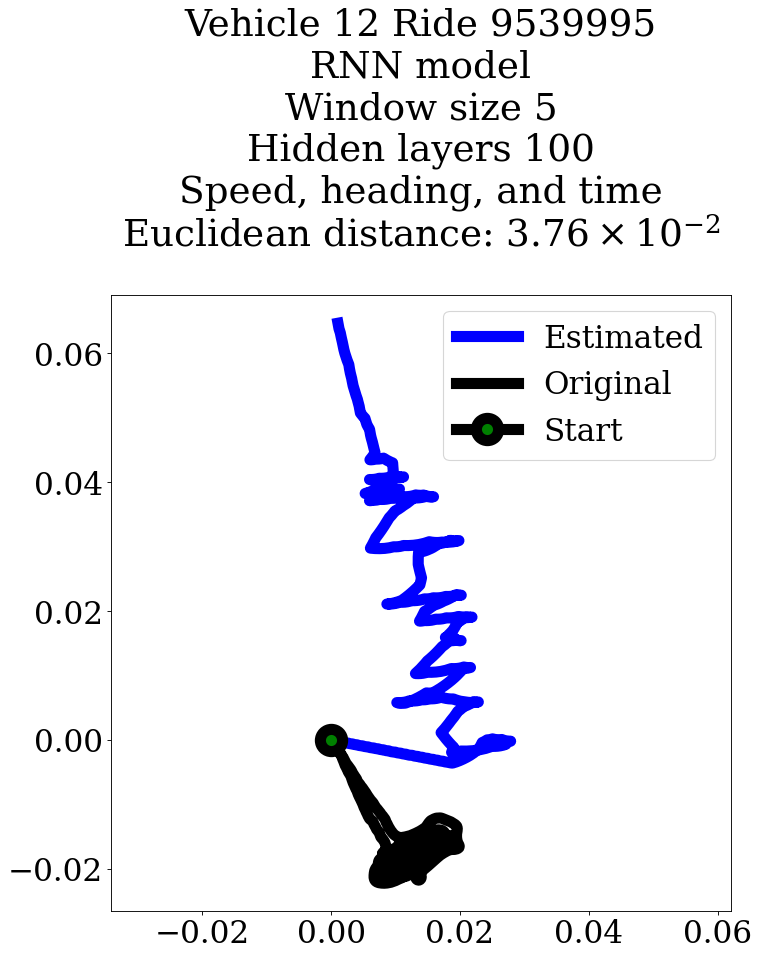 Vehicle 12 Ride 9539995
RNN model
Window size 5
Hidden layers 100
Speed, heading, and time
Euclidean distance: 3.76 × 10⁻²
Estimated
Original
Start
0.06
0.04
0.02
0.00
−0.02
−0.02 0.00 0.02 0.04 0.06